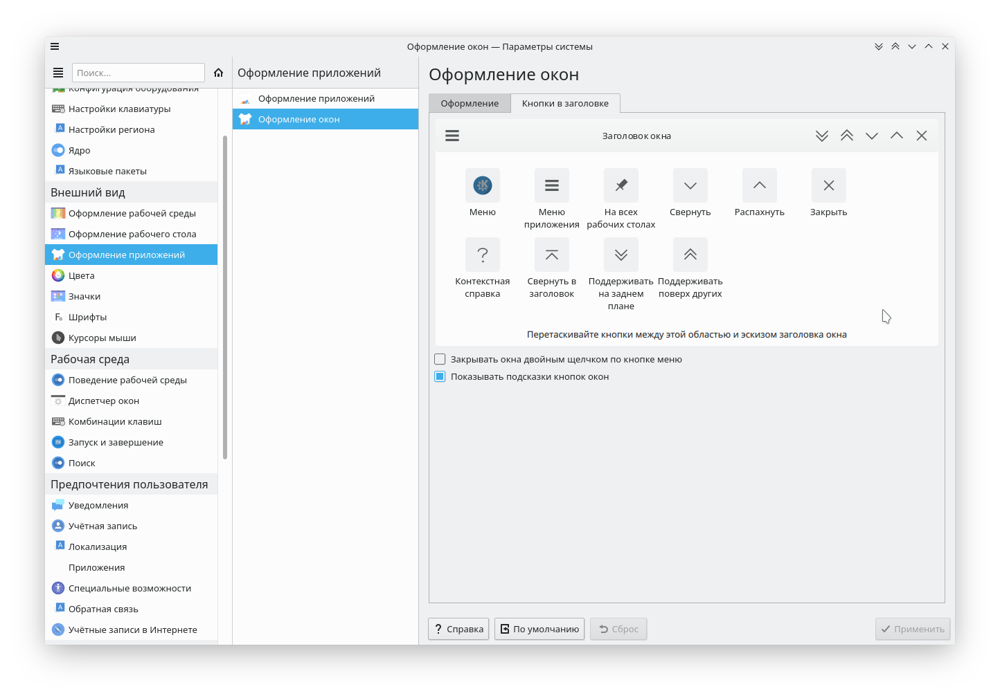 Оформление окон — Параметры системы
Поиск...
Конфигурация оборудования
Настройки клавиатуры
Настройки региона
Ядро
Языковые пакеты
Внешний вид
Оформление рабочей среды
Оформление рабочего стола
Оформление приложений
Цвета
Значки
Шрифты
Курсоры мыши
Рабочая среда
Поведение рабочей среды
Диспетчер окон
Комбинации клавиш
Запуск и завершение
Поиск
Предпочтения пользователя
Уведомления
Учётная запись
Локализация
Приложения
Специальные возможности
Обратная связь
Учётные записи в Интернете
Оформление приложений
Оформление приложений
Оформление окон
Оформление окон
Оформление
Кнопки в заголовке
Заголовок окна
Меню
Меню
приложения
На всех
рабочих столах
Свернуть
Распахнуть
Закрыть
Контекстная
справка
Свернуть в
заголовок
Поддерживать
на заднем
плане
Поддерживать
поверх других
Перетаскивайте кнопки между этой областью и эскизом заголовка окна
Закрывать окна двойным щелчком по кнопке меню
Показывать подсказки кнопок окон
Справка
По умолчанию
Сброс
Применить